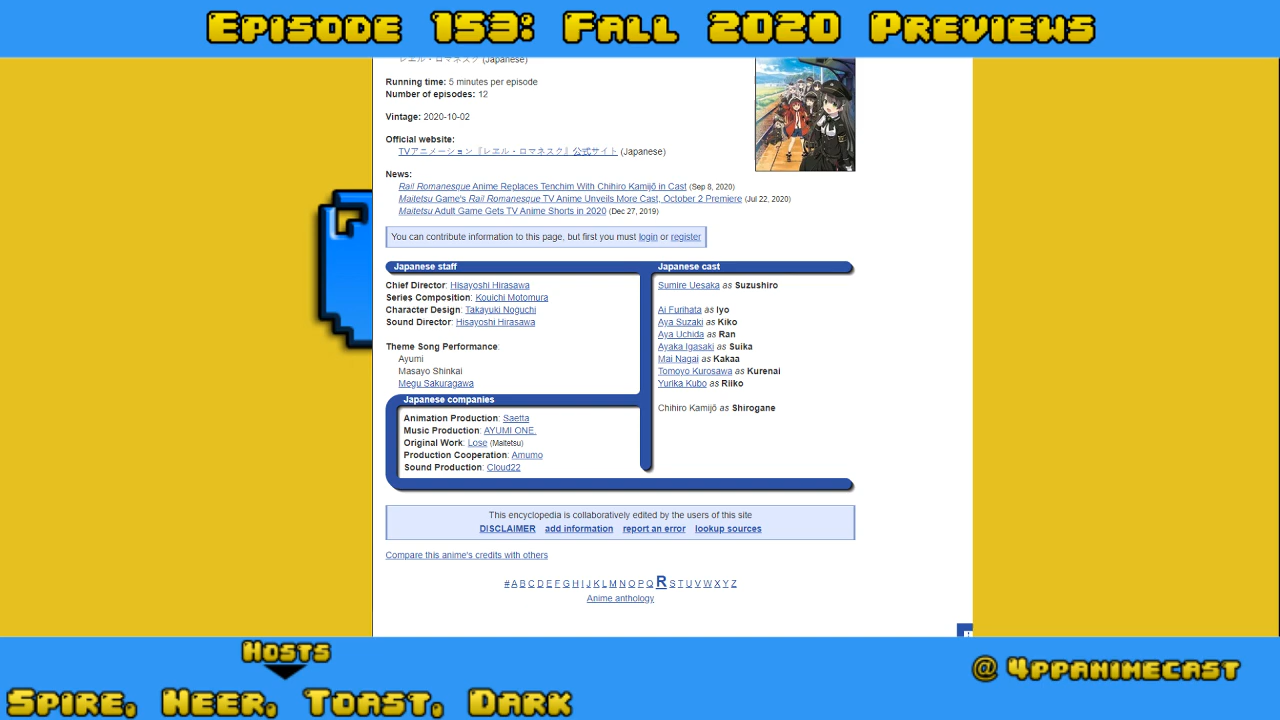 Episode 153: Fall 2020 Previews
レヱル・ロマネスク (Japanese)
Running time: 5 minutes per episode
Number of episodes: 12
Vintage: 2020-10-02
Official website:
TVアニメーション『レヱル・ロマネスク』公式サイト (Japanese)
News:
Rail Romanesque Anime Replaces Tenchim With Chihiro Kamijō in Cast (Sep 8, 2020)
Maitetsu Game's Rail Romanesque TV Anime Unveils More Cast, October 2 Premiere (Jul 22, 2020)
Maitetsu Adult Game Gets TV Anime Shorts in 2020 (Dec 27, 2019)
You can contribute information to this page, but first you must login or register
Japanese staff
Chief Director: Hisayoshi Hirasawa
Series Composition: Kouichi Motomura
Character Design: Takayuki Noguchi
Sound Director: Hisayoshi Hirasawa
Theme Song Performance:
Ayumi
Masayo Shinkai
Megu Sakuragawa
Japanese companies
Animation Production: Saetta
Music Production: AYUMI ONE.
Original Work: Lose (Maitetsu)
Production Cooperation: Amumo
Sound Production: Cloud22
Japanese cast
Sumire Uesaka as Suzushiro
Ai Furihata as Iyo
Aya Suzaki as Kiko
Aya Uchida as Ran
Ayaka Igasaki as Suika
Mai Nagai as Kakaa
Tomoyo Kurosawa as Kurenai
Yurika Kubo as Riiko
Chihiro Kamijō as Shirogane
This encyclopedia is collaboratively edited by the users of this site
DISCLAIMER add information report an error lookup sources
Compare this anime's credits with others
# A B C D E F G H I J K L M N O P Q R S T U V W X Y Z
Anime anthology
Hosts
Spire, Neer, Toast, Dark
@ 4ppanimecast